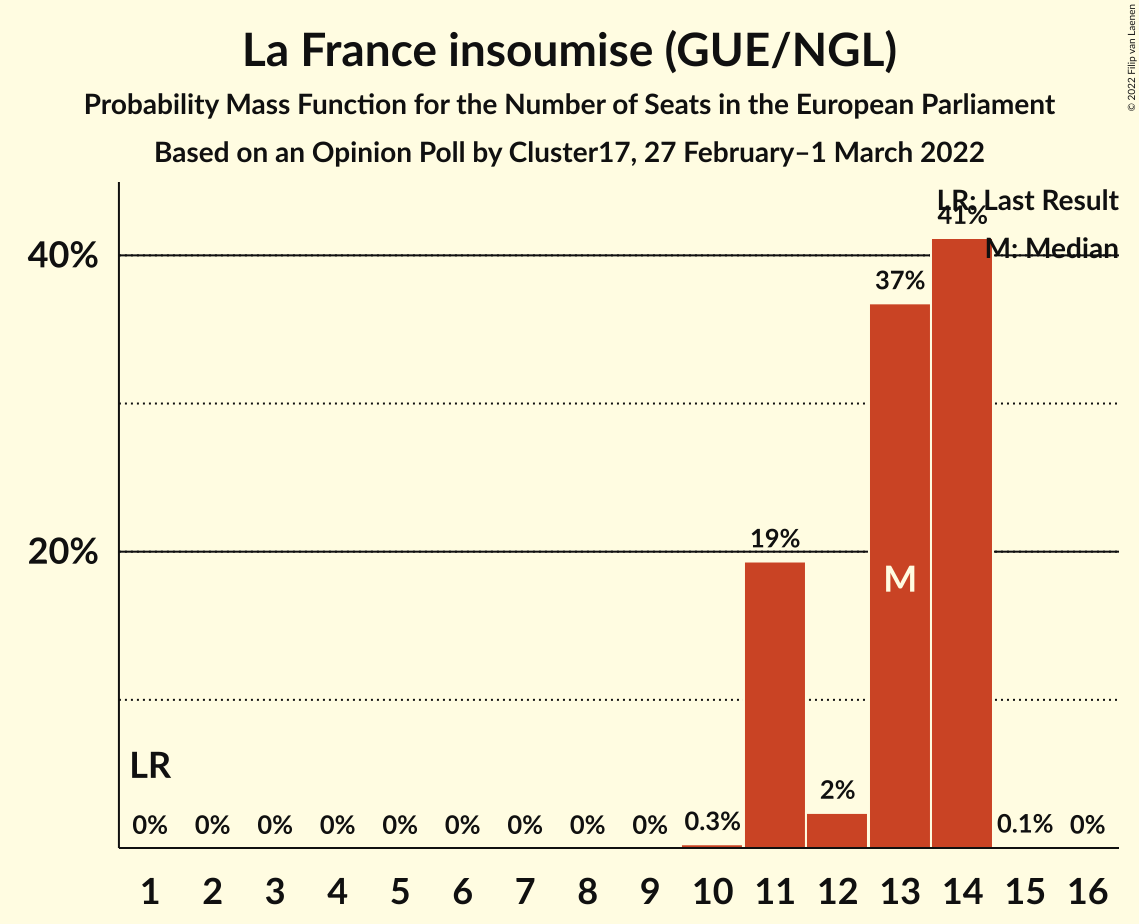 La France insoumise (GUE/NGL)
Probability Mass Function for the Number of Seats in the European Parliament
Based on an Opinion Poll by Cluster17, 27 February–1 March 2022
© 2022 Filip van Laenen
LR: Last Result
M: Median
40%
20%
41%
37%
19%
M
LR
2%
0% 0% 0% 0% 0% 0% 0% 0% 0% 0.3% 0.1% 0%
1 2 3 4 5 6 7 8 9 10 11 12 13 14 15 16